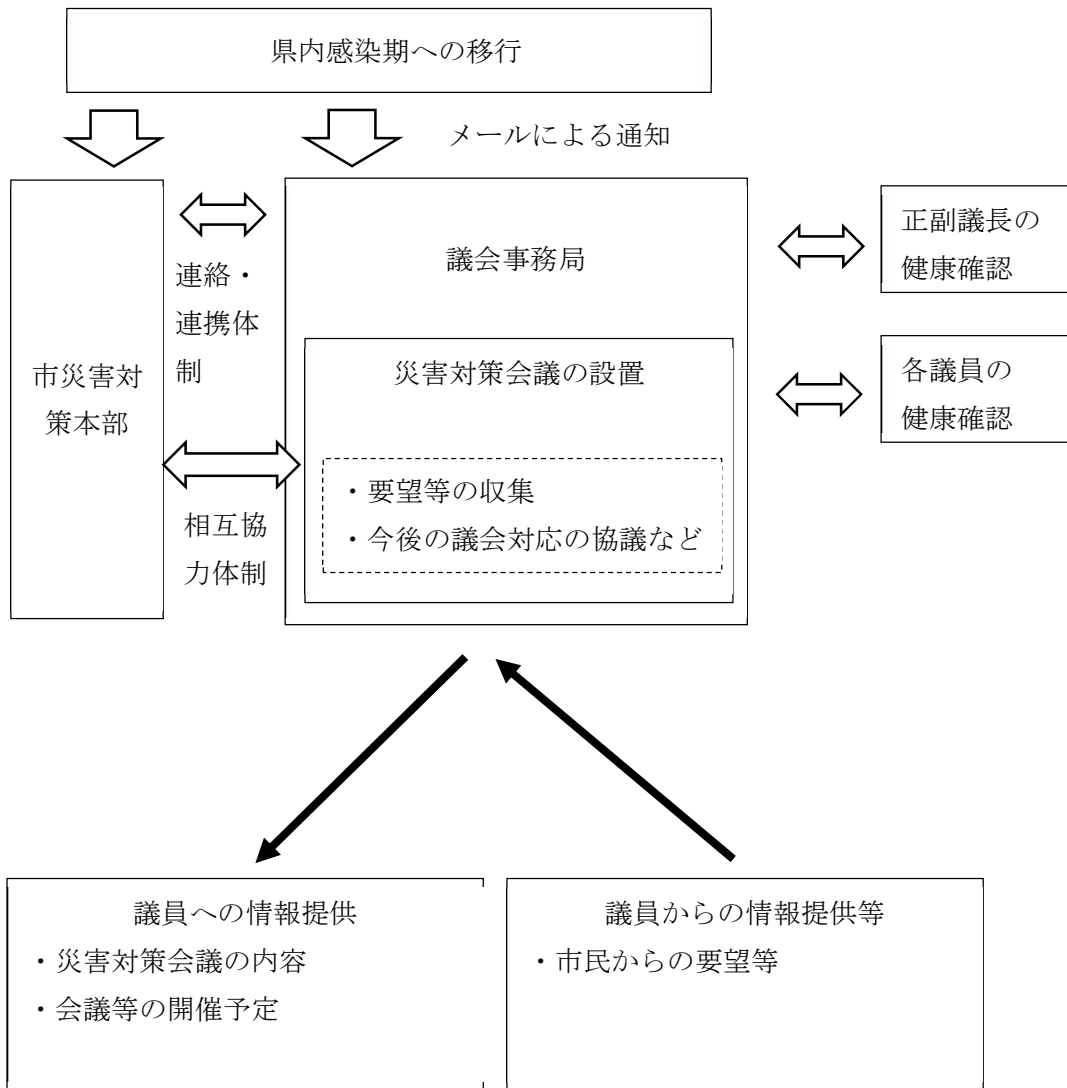 県内感染期への移行
メールによる通知
連絡・
連携体
制
市災害対
策本部
相互協
力体制
議会事務局
災害対策会議の設置
・要望等の収集
・今後の議会対応の協議など
正副議長の
健康確認
各議員の
健康確認
議員への情報提供
・災害対策会議の内容
・会議等の開催予定
議員からの情報提供等
・市民からの要望等